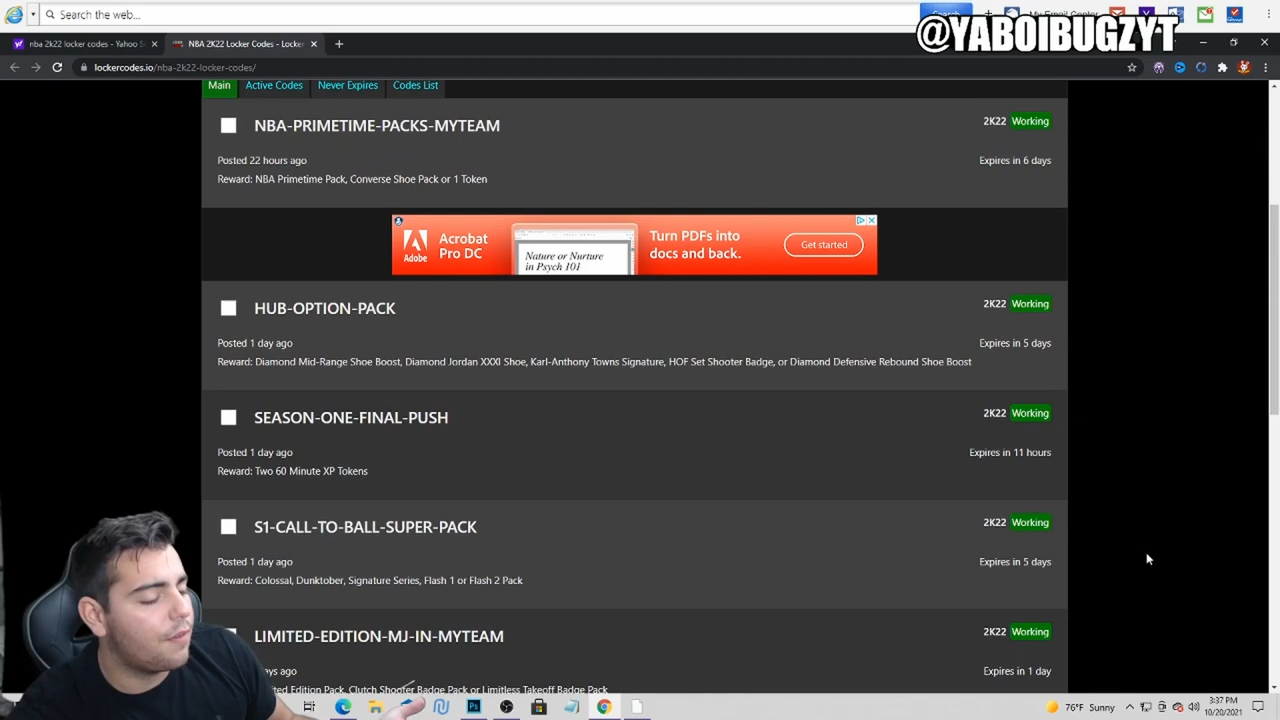 Search the web...
Search
My Email Center
@YABOIBUGZYT
nba 2k22 locker codes - Yahoo S
NBA 2K22 Locker Codes - Locker
lockercodes.io/nba-2k22-locker-codes/
Main
Active Codes
Never Expires
Codes List
NBA-PRIMETIME-PACKS-MYTEAM
2K22 Working
Posted 22 hours ago
Expires in 6 days
Reward: NBA Primetime Pack, Converse Shoe Pack or 1 Token
Adobe
Acrobat
Pro DC
Nature or Nurture
in Psych 101
Turn PDFs into
docs and back.
Get started
HUB-OPTION-PACK
2K22 Working
Posted 1 day ago
Expires in 5 days
Reward: Diamond Mid-Range Shoe Boost, Diamond Jordan XXXI Shoe, Karl-Anthony Towns Signature, HOF Set Shooter Badge, or Diamond Defensive Rebound Shoe Boost
SEASON-ONE-FINAL-PUSH
2K22 Working
Posted 1 day ago
Expires in 11 hours
Reward: Two 60 Minute XP Tokens
S1-CALL-TO-BALL-SUPER-PACK
2K22 Working
Posted 1 day ago
Expires in 5 days
Reward: Colossal, Dunktober, Signature Series, Flash 1 or Flash 2 Pack
LIMITED-EDITION-MJ-IN-MYTEAM
2K22 Working
ays ago
Expires in 1 day
ted Edition Pack, Clutch Shooter Badge Pack or Limitless Takeoff Badge Pack
Ps
76°F Sunny
3:37 PM
10/20/2021